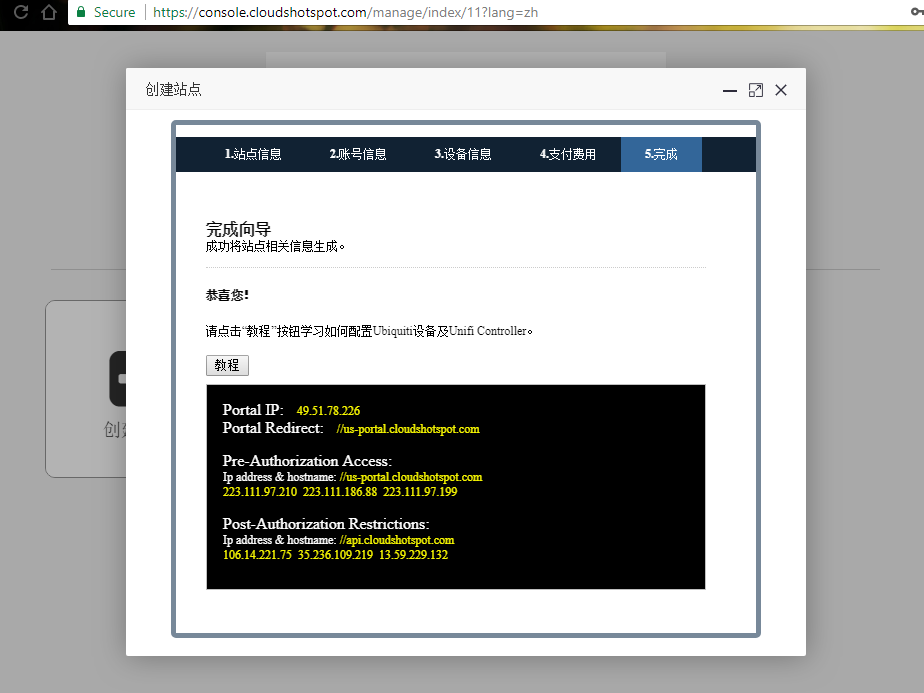 Secure https://console.cloudshotspot.com/manage/index/11?lang=zh
创建站点
1.站点信息 2.账号信息 3.设备信息 4.支付费用 5.完成
完成向导
成功将站点相关信息生成。
恭喜您!
请点击“教程”按钮学习如何配置Ubiquiti设备及Unifi Controller。
教程
Portal IP: 49.51.78.226
Portal Redirect: //us-portal.cloudshotspot.com
Pre-Authorization Access:
Ip address & hostname: //us-portal.cloudshotspot.com
223.111.97.210 223.111.186.88 223.111.97.199
Post-Authorization Restrictions:
Ip address & hostname: //api.cloudshotspot.com
106.14.221.75 35.236.109.219 13.59.229.132
创